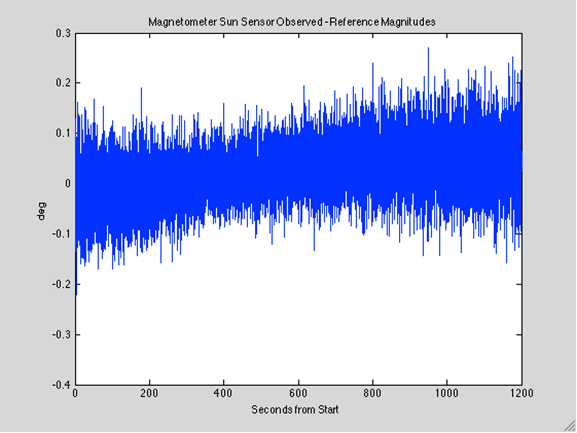 Magnetometer Sun Sensor Observed -Reference Magnitudes
0.3
0.2
0.1
0
-0.1
-0.2
-0.3
-0.4
deg
0 200 400 600 800 1000 1200
Seconds from Start